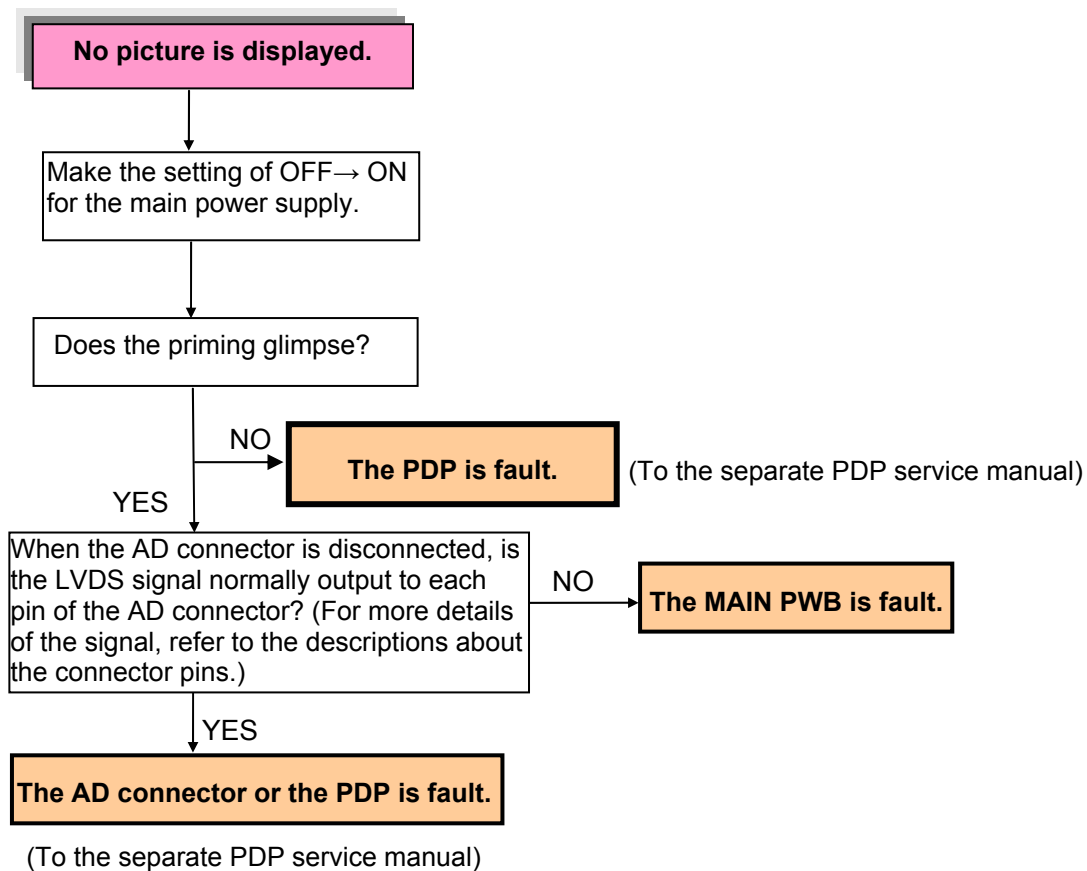 No picture is displayed.
Make the setting of OFF→ ON
for the main power supply.
Does the priming glimpse?
NO
The PDP is fault.
(To the separate PDP service manual)
YES
When the AD connector is disconnected, is
the LVDS signal normally output to each
pin of the AD connector? (For more details
of the signal, refer to the descriptions about
the connector pins.)
NO
The MAIN PWB is fault.
YES
The AD connector or the PDP is fault.
(To the separate PDP service manual)